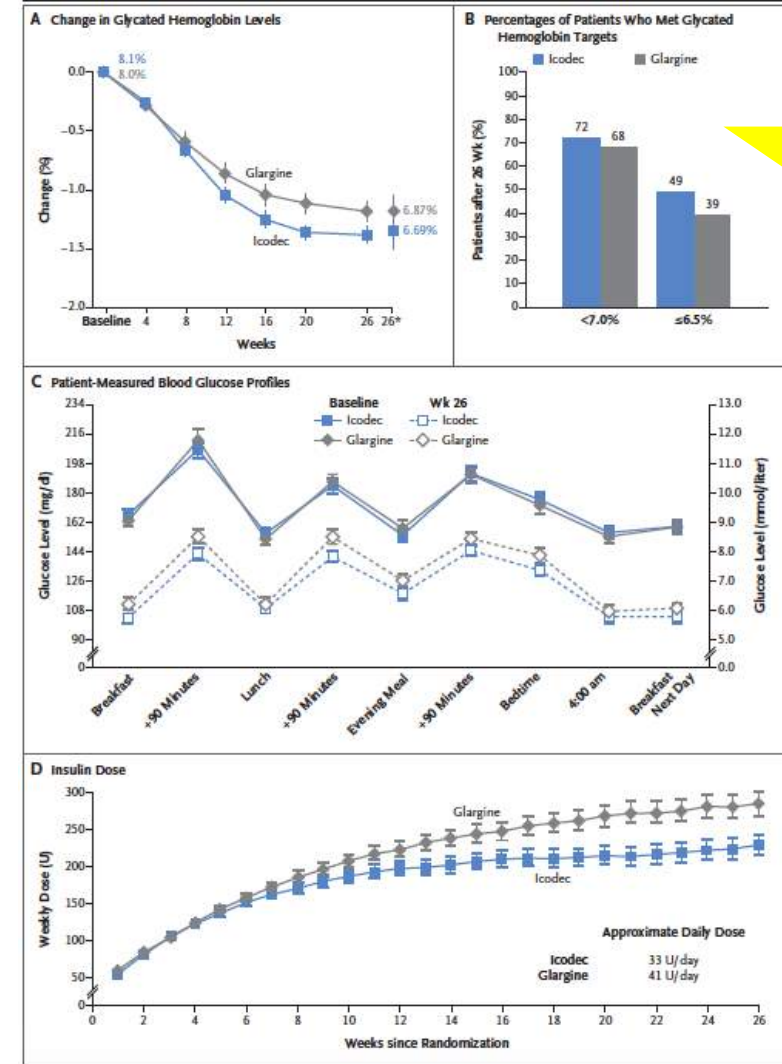 A Change in Glycated Hemoglobin Levels
8.1%
8.0%
0.0
−0.5
−1.0
−1.5
−2.0
Change (%)
Glargine
Icodec
6.87%
6.69%
Baseline 4 8 12 16 20 26 26*
Weeks
B Percentages of Patients Who Met Glycated
Hemoglobin Targets
Icodec Glargine
100
90
80
70
60
50
40
30
20
10
0
Patients after 26 Wk (%)
72
68
49
39
<7.0% ≤6.5%
C Patient-Measured Blood Glucose Profiles
Baseline Wk 26
Icodec Icodec
Glargine Glargine
234
216
198
180
162
144
126
108
90
0
Glucose Level (mg/dl)
13.0
12.0
11.0
10.0
9.0
8.0
7.0
6.0
5.0
0.0
Glucose Level (mmol/liter)
Breakfast
+90 Minutes
Lunch
+90 Minutes
Evening Meal
+90 Minutes
Bedtime
4:00 am
Breakfast
Next Day
D Insulin Dose
300
250
200
150
100
50
0
Weekly Dose (U)
Glargine
Icodec
Approximate Daily Dose
Icodec 33 U/day
Glargine 41 U/day
0 2 4 6 8 10 12 14 16 18 20 22 24 26
Weeks since Randomization